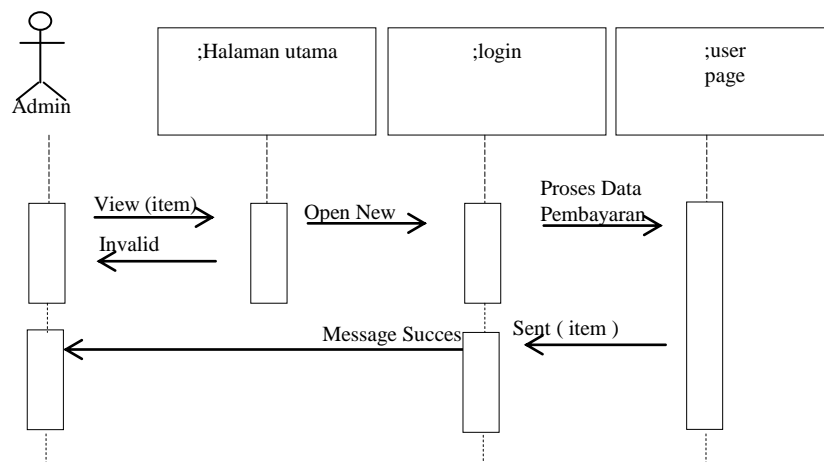 ;Halaman utama
;login
;user
page
Admin
View (item)
Open New
Proses Data
Pembayaran
Invalid
Message Succes
Sent ( item )